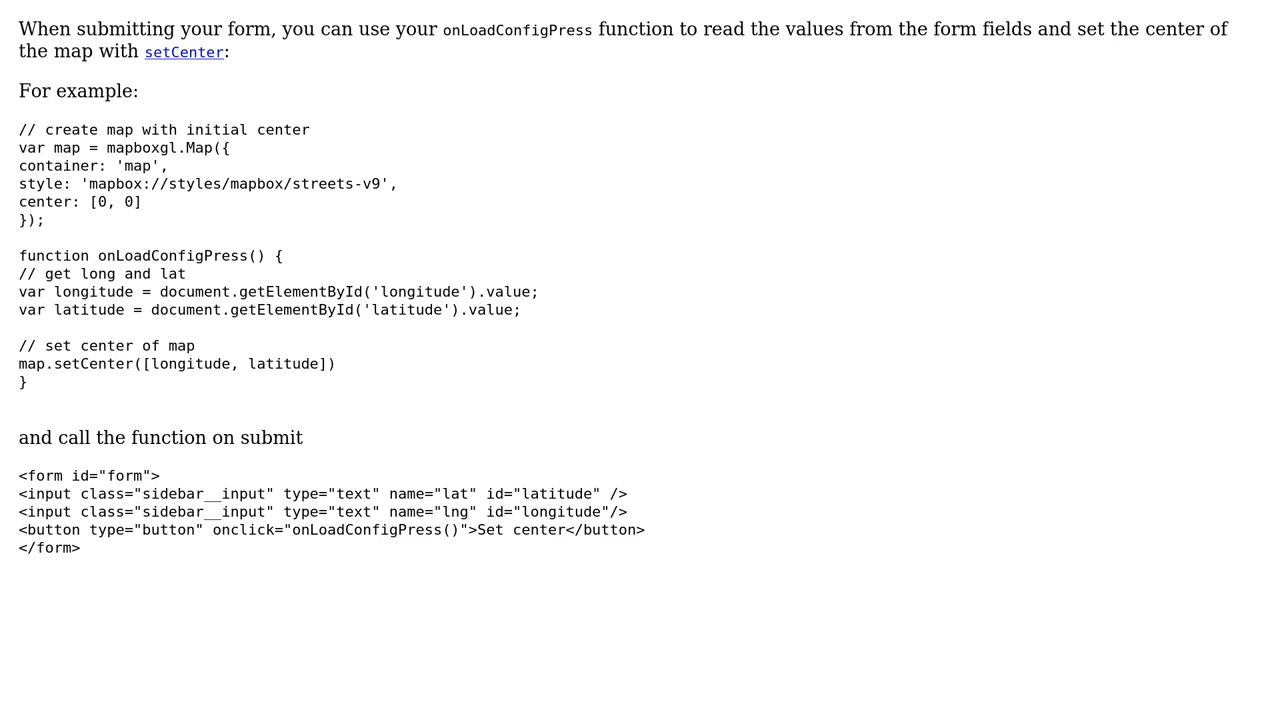 When submitting your form, you can use your onLoadConfigPress function to read the values from the form fields and set the center of
the map with setCenter:
For example:
// create map with initial center
var map = mapboxgl.Map({
container: 'map',
style: 'mapbox://styles/mapbox/streets-v9',
center: [0, 0]
});
function onLoadConfigPress() {
// get long and lat
var longitude = document.getElementById('longitude').value;
var latitude = document.getElementById('latitude').value;
// set center of map
map.setCenter([longitude, latitude])
}
and call the function on submit
<form id="form">
<input class="sidebar__input" type="text" name="lat" id="latitude" />
<input class="sidebar__input" type="text" name="lng" id="longitude"/>
<button type="button" onclick="onLoadConfigPress()">Set center</button>
</form>